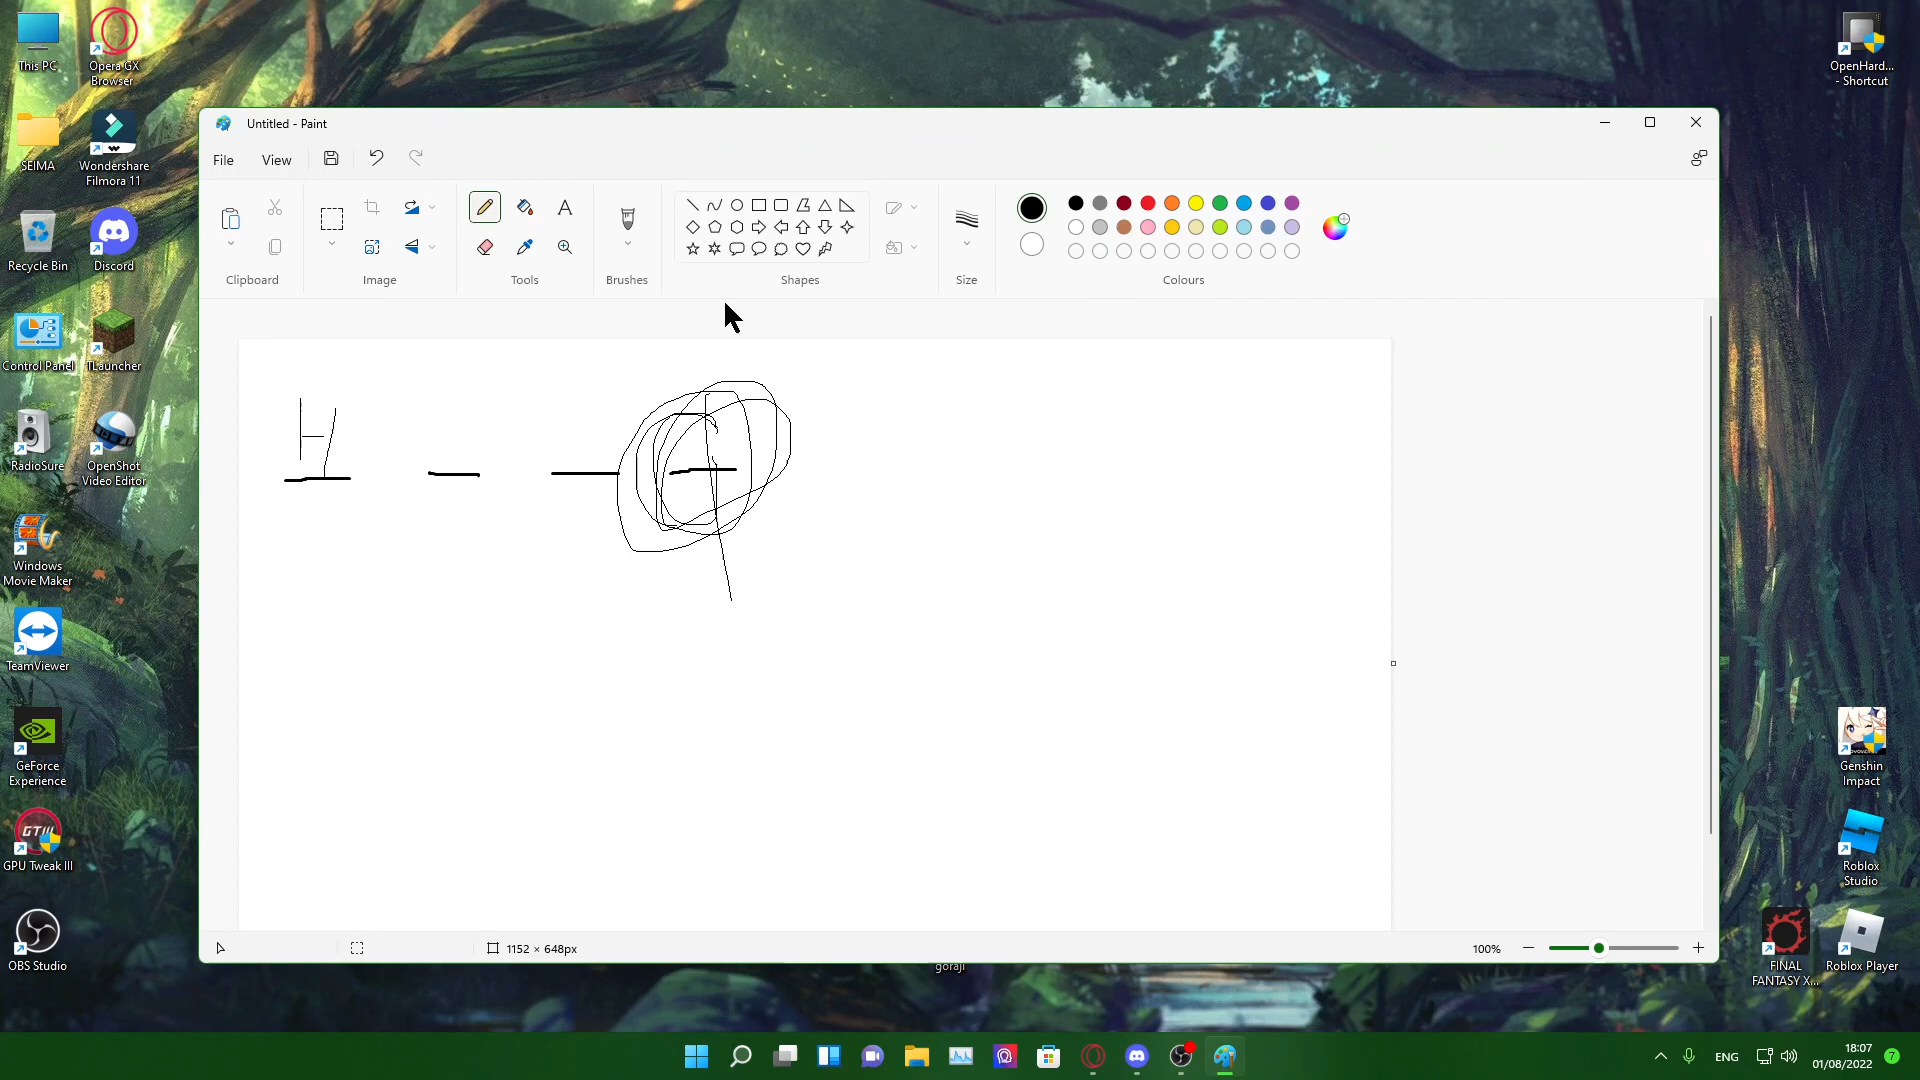 This PC
Opera GX
Browser
OpenHard...
- Shortcut
SEIMA
Wondershare
Filmora 11
Recycle Bin
Discord
Control Panel
TLauncher
RadioSure
OpenShot
Video Editor
Windows
Movie Maker
TeamViewer
GeForce
Experience
GTIII
GPU Tweak III
OBS Studio
Untitled - Paint
File
View
A
Clipboard
Image
Tools
Brushes
Shapes
Size
Colours
H
1152 × 648px
100%
goraji
Genshin
Impact
Roblox
Studio
FINAL
FANTASY X...
Roblox Player
ENG
18:07
01/08/2022
7